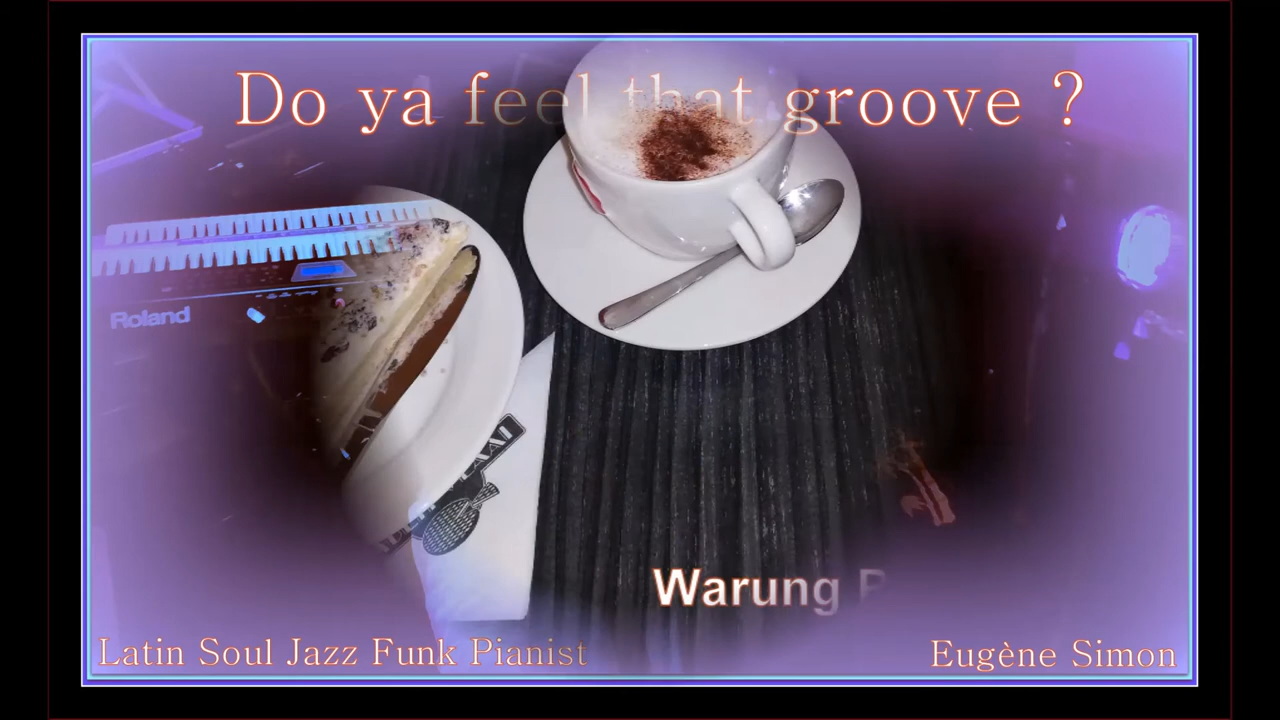 Do ya feel that groove ?
Roland
Warung
Latin Soul Jazz Funk Pianist
Eugène Simon